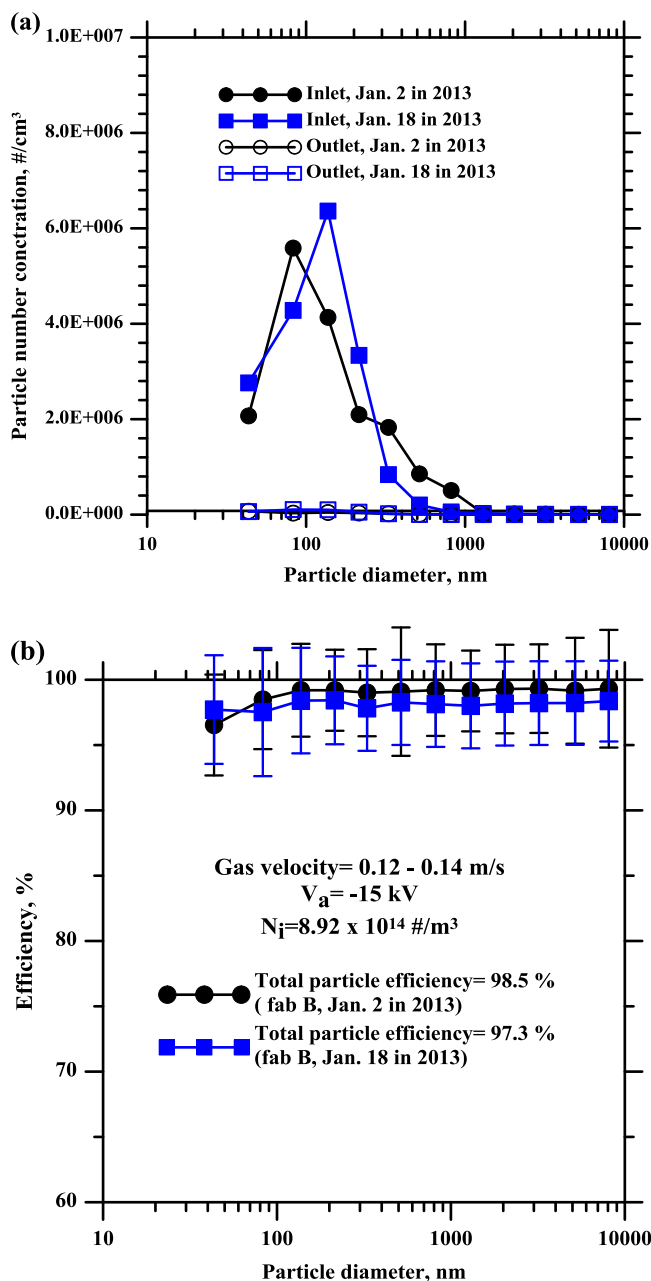 (a)
1.0E+007
8.0E+006
6.0E+006
4.0E+006
2.0E+006
0.0E+000
Particle number conctration, #/cm³
Inlet, Jan. 2 in 2013
Inlet, Jan. 18 in 2013
Outlet, Jan. 2 in 2013
Outlet, Jan. 18 in 2013
10 100 1000 10000
Particle diameter, nm
(b)
100
90
80
70
60
Efficiency, %
Gas velocity= 0.12 - 0.14 m/s
Vₐ= -15 kV
Nᵢ=8.92 x 10¹⁴ #/m³
Total particle efficiency= 98.5 %
( fab B, Jan. 2 in 2013)
Total particle efficiency= 97.3 %
(fab B, Jan. 18 in 2013)
10 100 1000 10000
Particle diameter, nm